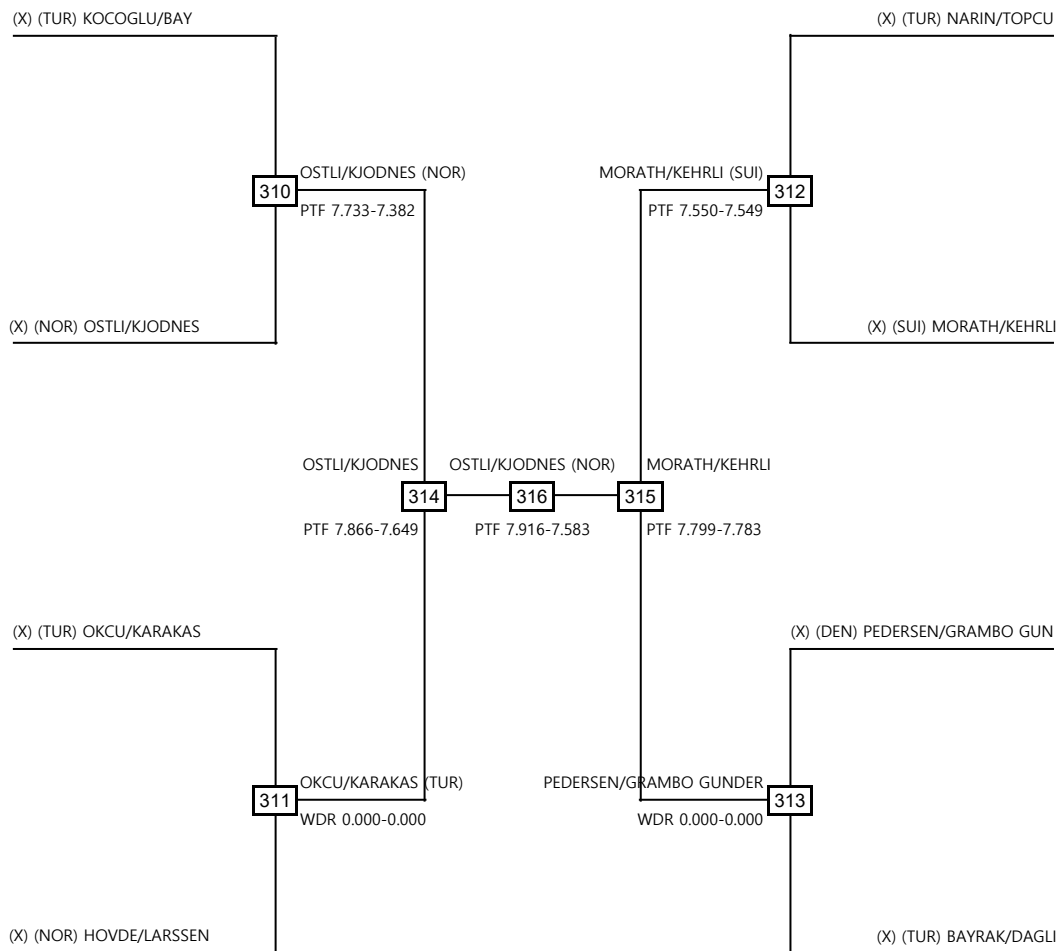 (X) (TUR) KOCOGLU/BAY
(X) (TUR) NARIN/TOPCU
310
OSTLI/KJODNES (NOR)
PTF 7.733-7.382
MORATH/KEHRLI (SUI)
PTF 7.550-7.549
312
(X) (NOR) OSTLI/KJODNES
(X) (SUI) MORATH/KEHRLI
OSTLI/KJODNES
OSTLI/KJODNES (NOR)
MORATH/KEHRLI
314
316
315
PTF 7.866-7.649
PTF 7.916-7.583
PTF 7.799-7.783
(X) (TUR) OKCU/KARAKAS
(X) (DEN) PEDERSEN/GRAMBO GUN
311
OKCU/KARAKAS (TUR)
WDR 0.000-0.000
PEDERSEN/GRAMBO GUNDER
WDR 0.000-0.000
313
(X) (NOR) HOVDE/LARSSEN
(X) (TUR) BAYRAK/DAGLI